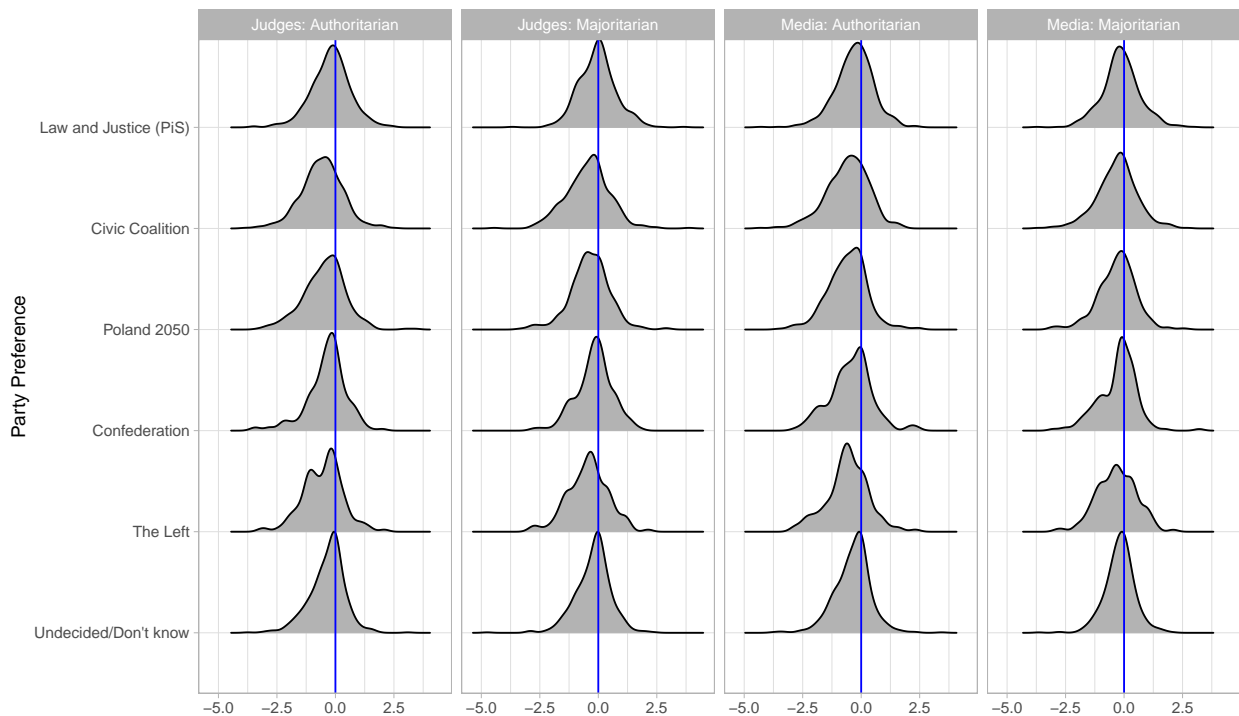 Judges: Authoritarian Judges: Majoritarian Media: Authoritarian Media: Majoritarian
Party Preference
Law and Justice (PiS)
Civic Coalition
Poland 2050
Confederation
The Left
Undecided/Don't know
−5.0 −2.5 0.0 2.5 −5.0 −2.5 0.0 2.5 −5.0 −2.5 0.0 2.5 −5.0 −2.5 0.0 2.5